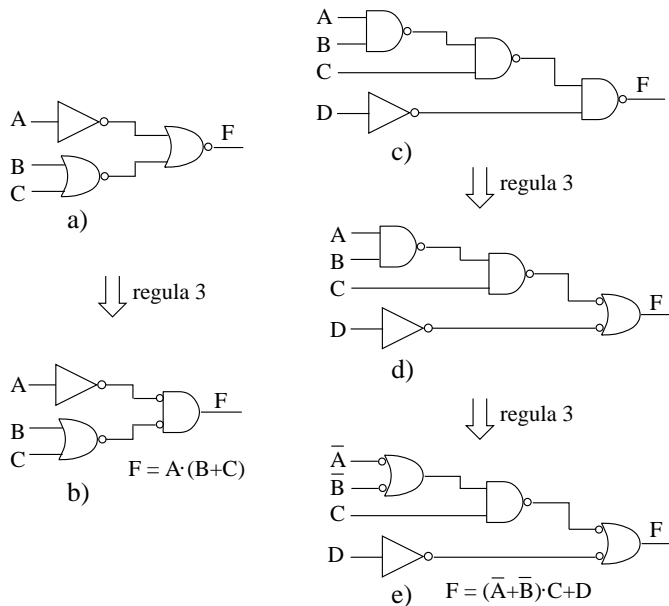 A
B
C
F
a)
regula 3
A
B
C
F
F = A·(B+C)
b)
A
B
C
D
F
c)
regula 3
A
B
C
D
F
d)
regula 3
A̅
B̅
C
D
F
e)
F = (A̅+B̅)·C+D